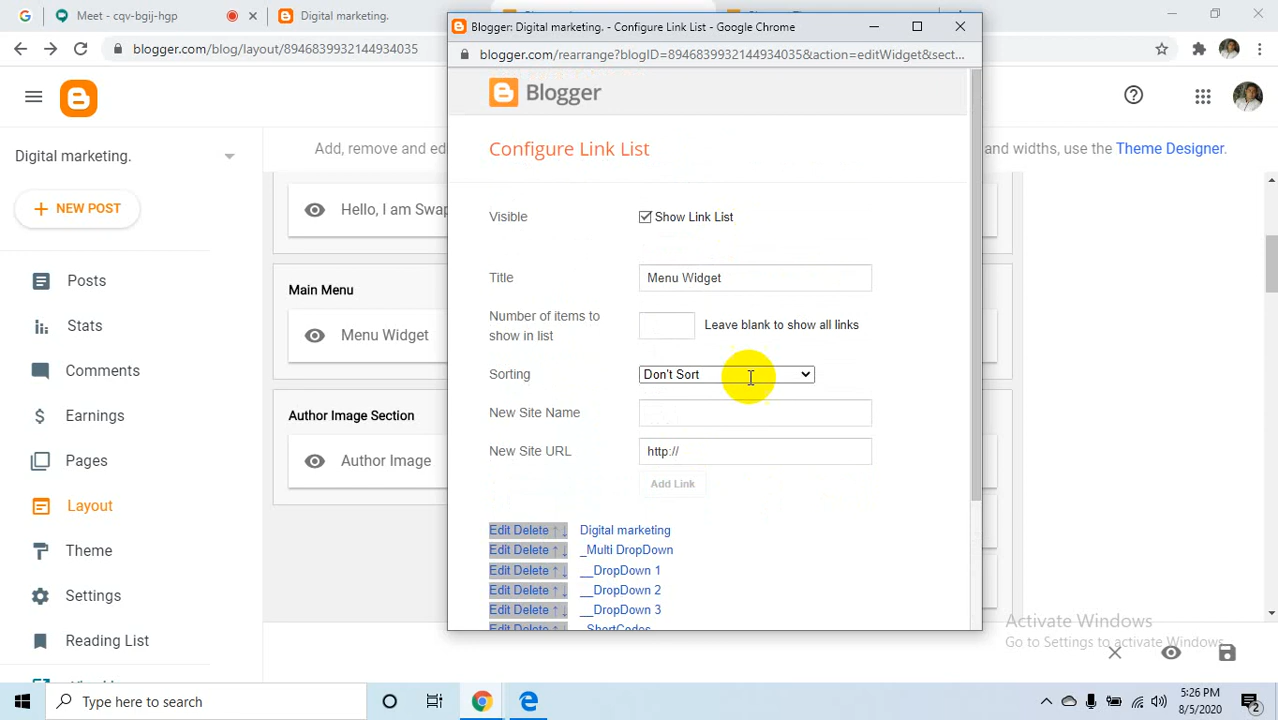 Meet - cqv-bgij-hgp
Digital marketing.
Blogger: Digital marketing. - Configure Link List - Google Chrome
blogger.com/blog/layout/8946839932144934035
blogger.com/rearrange?blogID=8946839932144934035&action=editWidget&sect...
Blogger
Digital marketing.
Add, remove and ed
and widths, use the Theme Designer.
Configure Link List
NEW POST
Hello, I am Swap
Visible
Show Link List
Posts
Title
Menu Widget
Main Menu
Stats
Number of items to
show in list
Leave blank to show all links
Menu Widget
Comments
Sorting
Don't Sort
Earnings
Author Image Section
New Site Name
Pages
Author Image
New Site URL
http://
Add Link
Layout
Edit Delete ↑ ↓ Digital marketing
Theme
Edit Delete ↑ ↓ _Multi DropDown
Edit Delete ↑ ↓ __DropDown 1
Settings
Edit Delete ↑ ↓ __DropDown 2
Edit Delete ↑ ↓ __DropDown 3
Edit Delete ↑ ↓ _ShortCodes
Reading List
Activate Windows
Go to Settings to activate Windows.
Type here to search
5:26 PM
8/5/2020
2